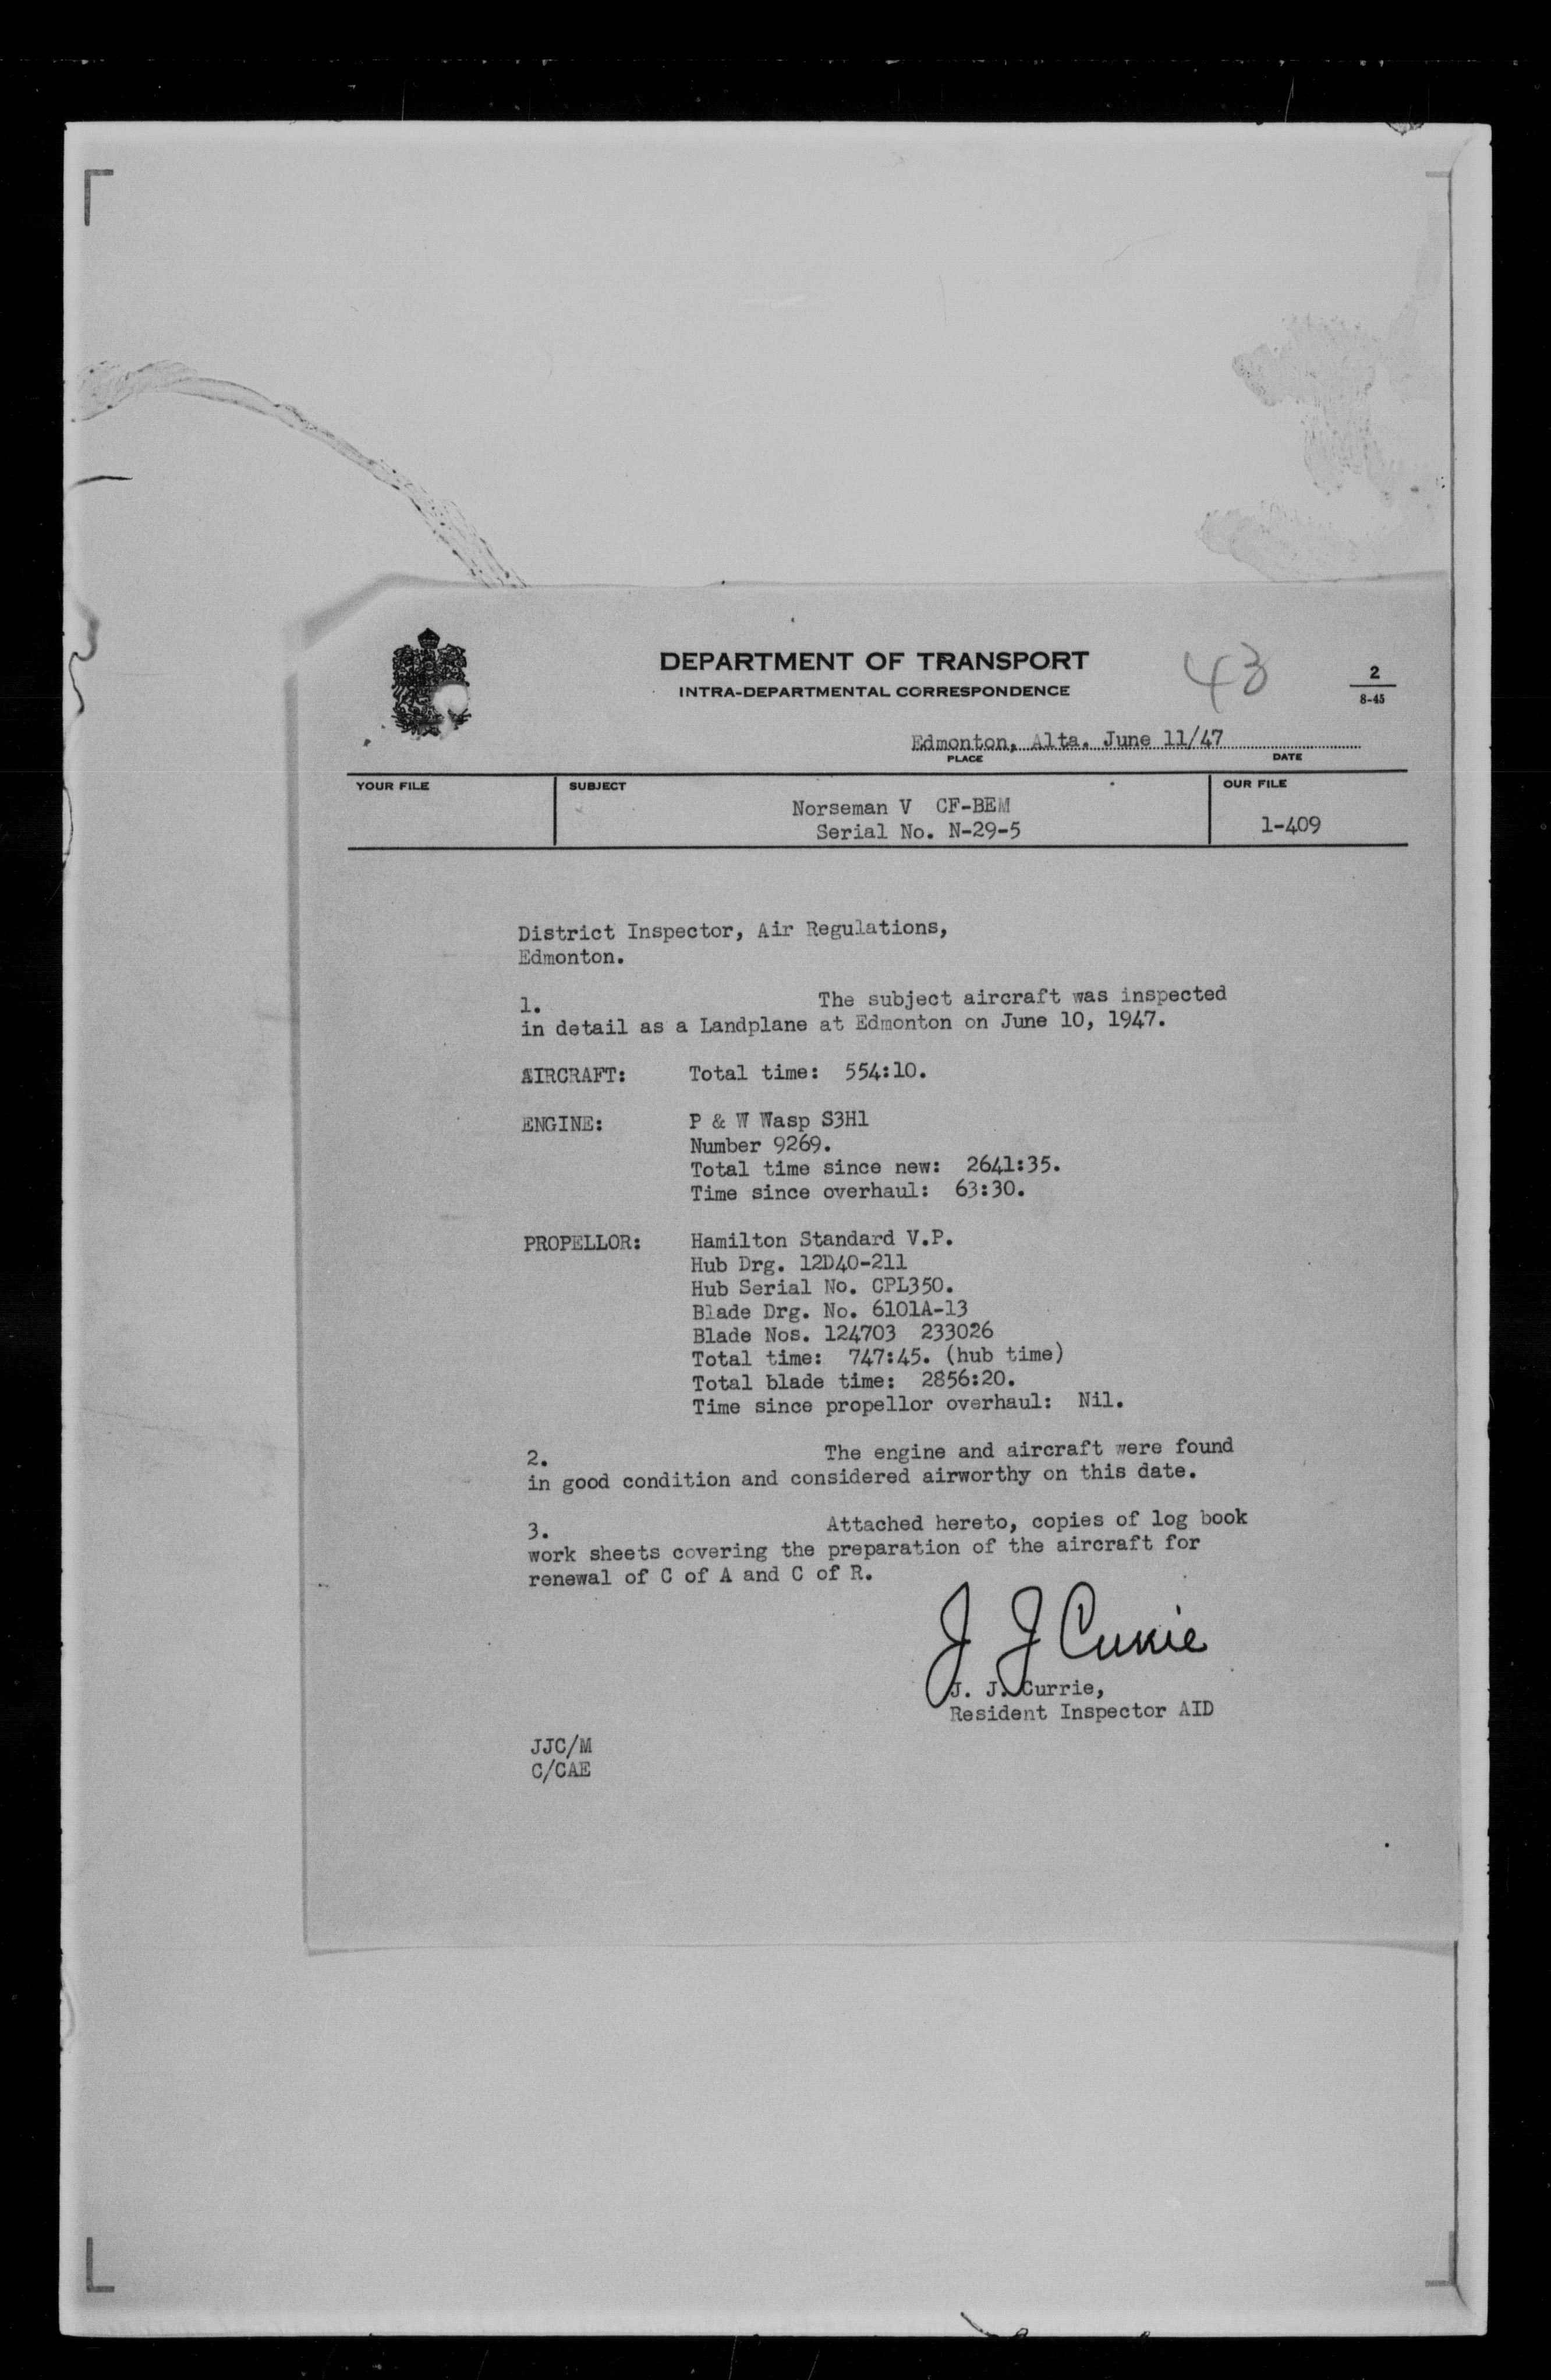 DEPARTMENT OF TRANSPORT
INTRA-DEPARTMENTAL CORRESPONDENCE
43
2
8-45
Edmonton, Alta. June 11/47
PLACE DATE
YOUR FILE SUBJECT OUR FILE
Norseman V CF-BEM
Serial No. N-29-5 1-409
District Inspector, Air Regulations,
Edmonton.
1. The subject aircraft was inspected
in detail as a Landplane at Edmonton on June 10, 1947.
AIRCRAFT: Total time: 554:10.
ENGINE: P & W Wasp S3H1
Number 9269.
Total time since new: 2641:35.
Time since overhaul: 63:30.
PROPELLOR: Hamilton Standard V.P.
Hub Drg. 12D40-211
Hub Serial No. CPL350.
Blade Drg. No. 6101A-13
Blade Nos. 124703 233026
Total time: 747:45. (hub time)
Total blade time: 2856:20.
Time since propellor overhaul: Nil.
2. The engine and aircraft were found
in good condition and considered airworthy on this date.
3. Attached hereto, copies of log book
work sheets covering the preparation of the aircraft for
renewal of C of A and C of R.
J J Currie
J. J. Currie,
Resident Inspector AID
JJC/M
C/CAE